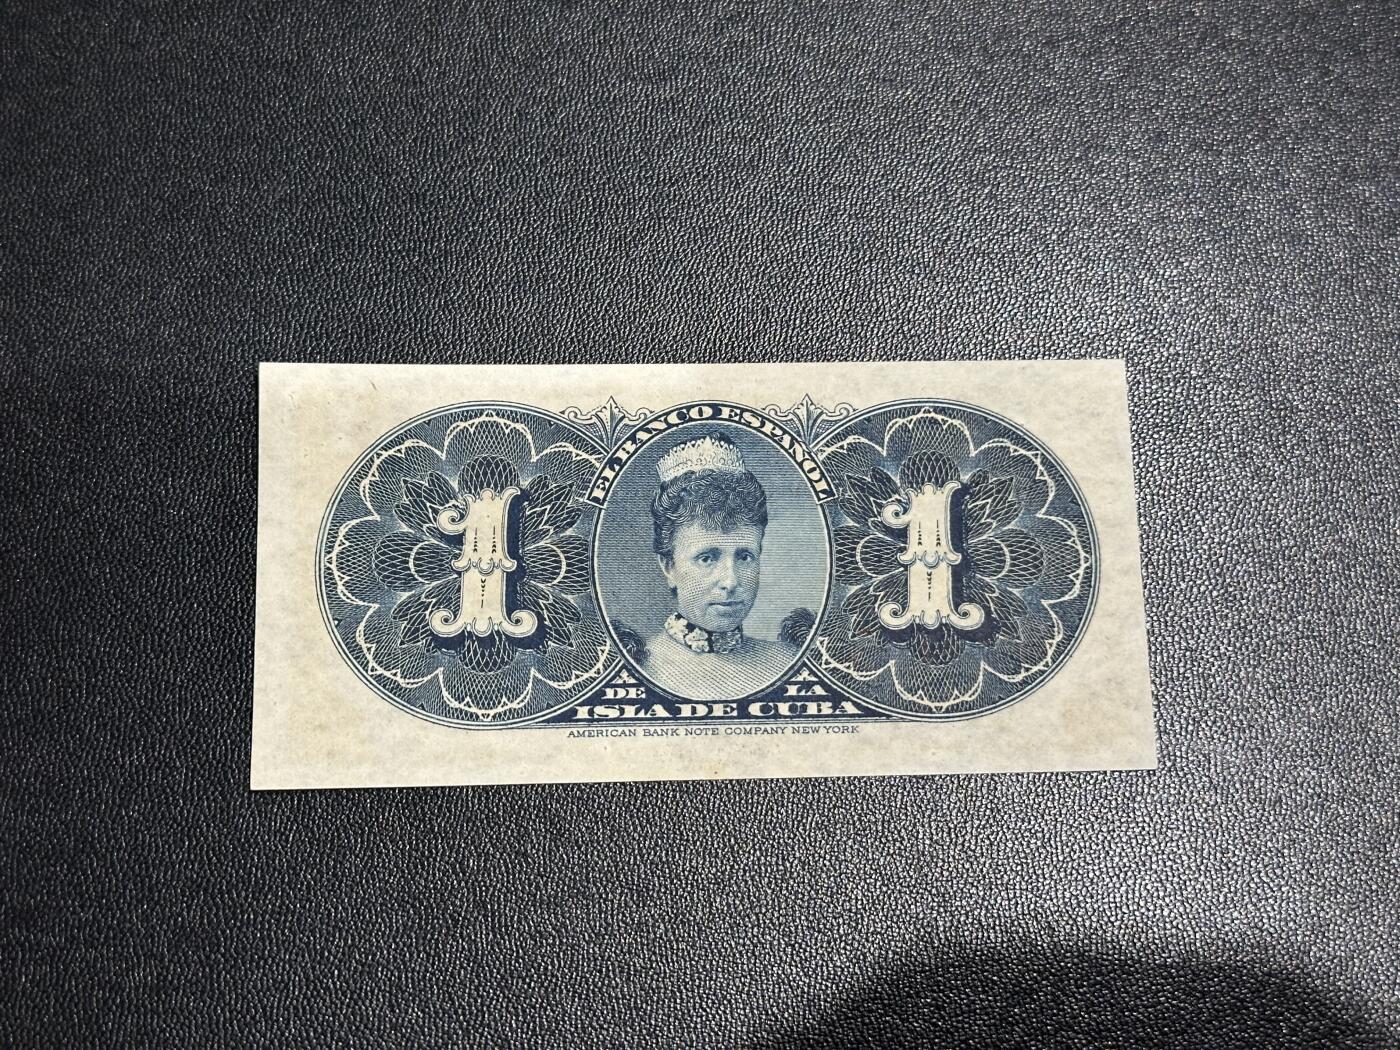 EL BANCO ESPAÑOL
1 1
DE LA
ISLA DE CUBA
AMERICAN BANK NOTE COMPANY NEW YORK